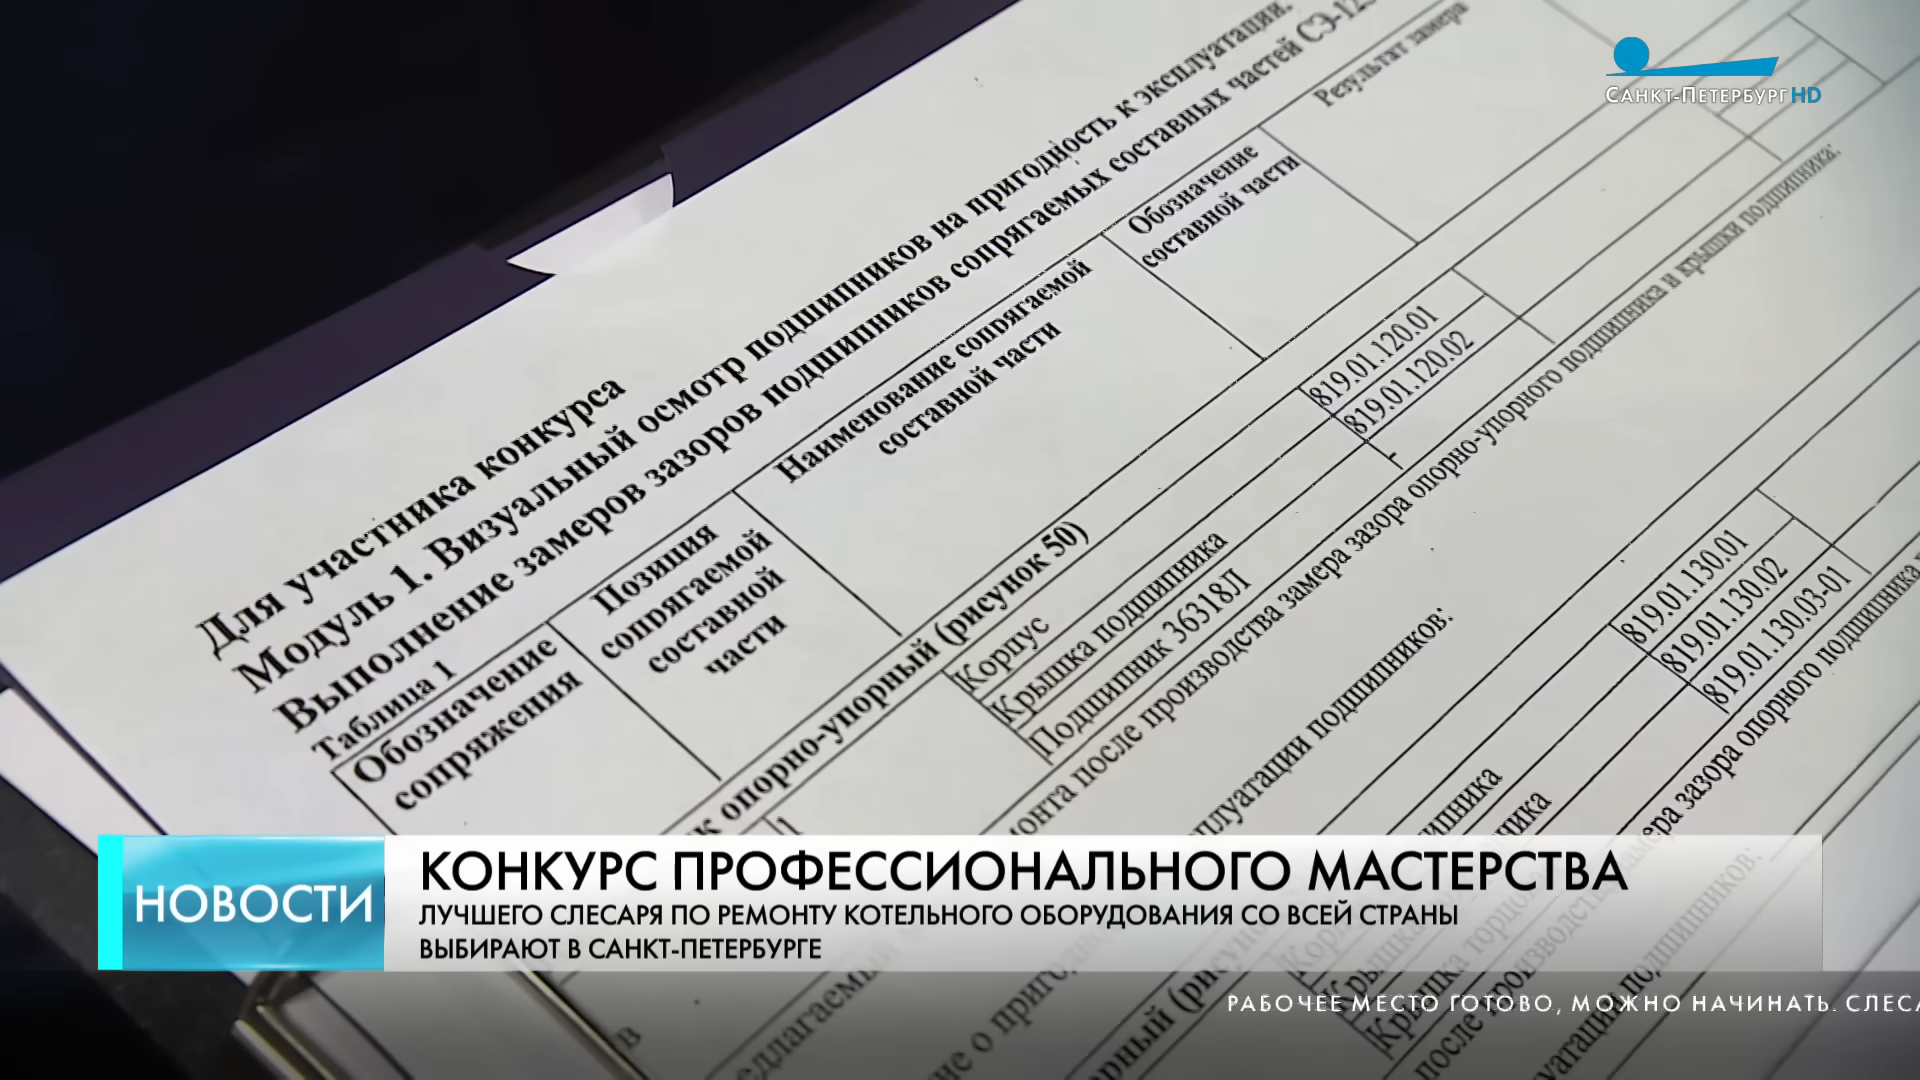 САНКТ-ПЕТЕРБУРГ HD
Для участника конкурса
Модуль 1. Визуальный осмотр подшипников на пригодность к эксплуатации.
Выполнение замеров зазоров подшипников сопрягаемых составных частей СЭ-12
Таблица 1
Обозначение
сопряжения
Позиция
сопрягаемой
составной
части
Наименование сопрягаемой
составной части
Обозначение
составной части
Результат замера
опорно-упорный (рисунок 50)
1
Корпус
819.01.120.01
Крышка подшипника
819.01.120.02
Подшипник 36318Л
-
после производства замера зазора опорно-упорного подшипника и крышки подшипника:
подшипников:
819.01.130.01
819.01.130.02
819.01.130.03-01
зазора опорного подшипника
НОВОСТИ
КОНКУРС ПРОФЕССИОНАЛЬНОГО МАСТЕРСТВА
ЛУЧШЕГО СЛЕСАРЯ ПО РЕМОНТУ КОТЕЛЬНОГО ОБОРУДОВАНИЯ СО ВСЕЙ СТРАНЫ
ВЫБИРАЮТ В САНКТ-ПЕТЕРБУРГЕ
РАБОЧЕЕ МЕСТО ГОТОВО, МОЖНО НАЧИНАТЬ. СЛЕСА